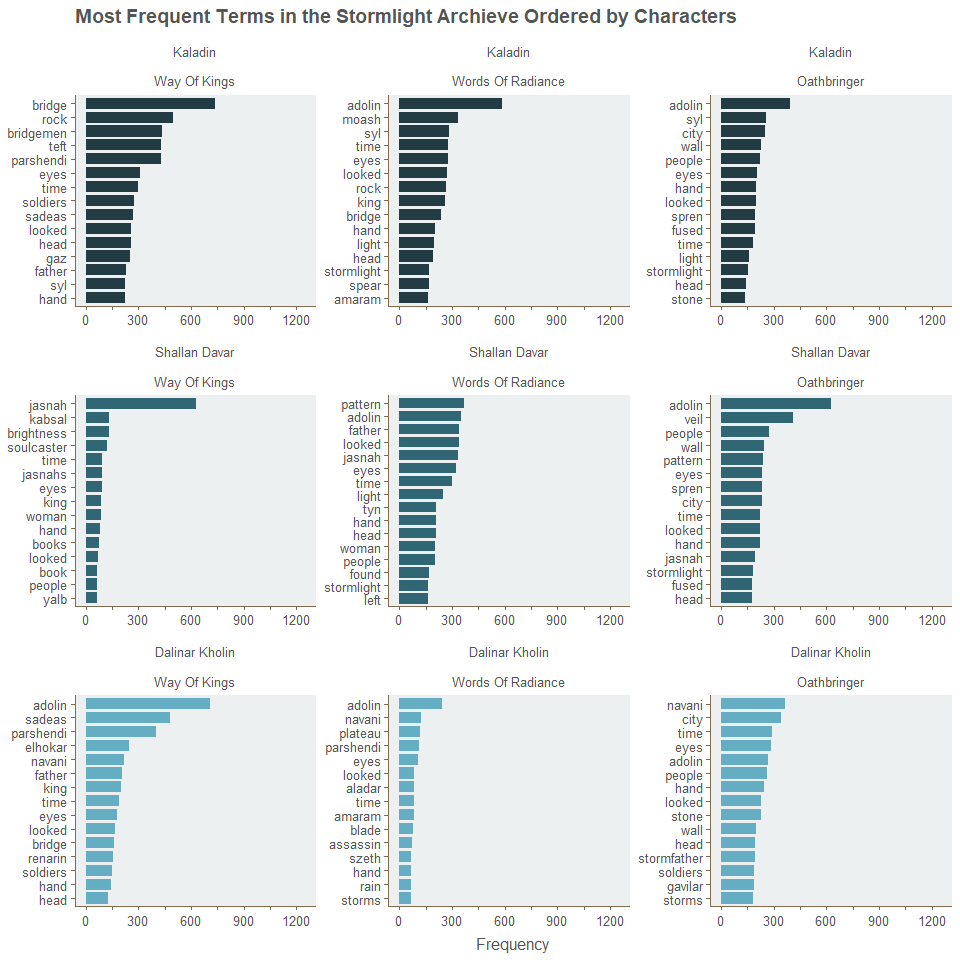 Most Frequent Terms in the Stormlight Archieve Ordered by Characters
Kaladin
Way Of Kings
bridge
rock
bridgemen
teft
parshendi
eyes
time
soldiers
sadeas
looked
head
gaz
father
syl
hand
0 300 600 900 1200
Kaladin
Words Of Radiance
adolin
moash
syl
time
eyes
looked
rock
king
bridge
hand
light
head
stormlight
spear
amaram
0 300 600 900 1200
Kaladin
Oathbringer
adolin
syl
city
wall
people
eyes
hand
looked
spren
fused
time
light
stormlight
head
stone
0 300 600 900 1200
Shallan Davar
Way Of Kings
jasnah
kabsal
brightness
soulcaster
time
jasnahs
eyes
king
woman
hand
books
looked
book
people
yalb
0 300 600 900 1200
Shallan Davar
Words Of Radiance
pattern
adolin
father
looked
jasnah
eyes
time
light
tyn
hand
head
woman
people
found
stormlight
left
0 300 600 900 1200
Shallan Davar
Oathbringer
adolin
veil
people
wall
pattern
eyes
spren
city
time
looked
hand
jasnah
stormlight
fused
head
0 300 600 900 1200
Dalinar Kholin
Way Of Kings
adolin
sadeas
parshendi
elhokar
navani
father
king
time
eyes
looked
bridge
renarin
soldiers
hand
head
0 300 600 900 1200
Dalinar Kholin
Words Of Radiance
adolin
navani
plateau
parshendi
eyes
looked
aladar
time
amaram
blade
assassin
szeth
hand
rain
storms
0 300 600 900 1200
Dalinar Kholin
Oathbringer
navani
city
time
eyes
adolin
people
hand
looked
stone
wall
head
stormfather
soldiers
gavilar
storms
0 300 600 900 1200
Frequency